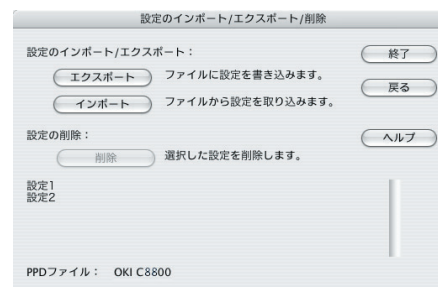 設定のインポート/エクスポート/削除
設定のインポート/エクスポート：
終了
エクスポート ファイルに設定を書き込みます。
戻る
インポート ファイルから設定を取り込みます。
設定の削除：
ヘルプ
削除 選択した設定を削除します。
設定1
設定2
PPDファイル： OKI C8800